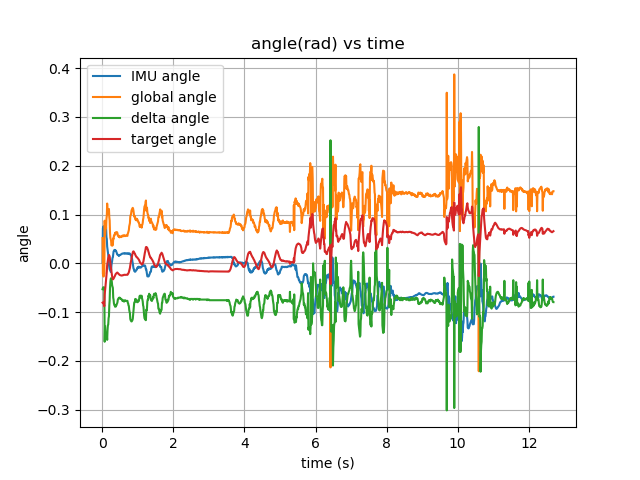 angle(rad) vs time
IMU angle
global angle
delta angle
target angle
0.4
0.3
0.2
0.1
0.0
−0.1
−0.2
−0.3
angle
0 2 4 6 8 10 12
time (s)